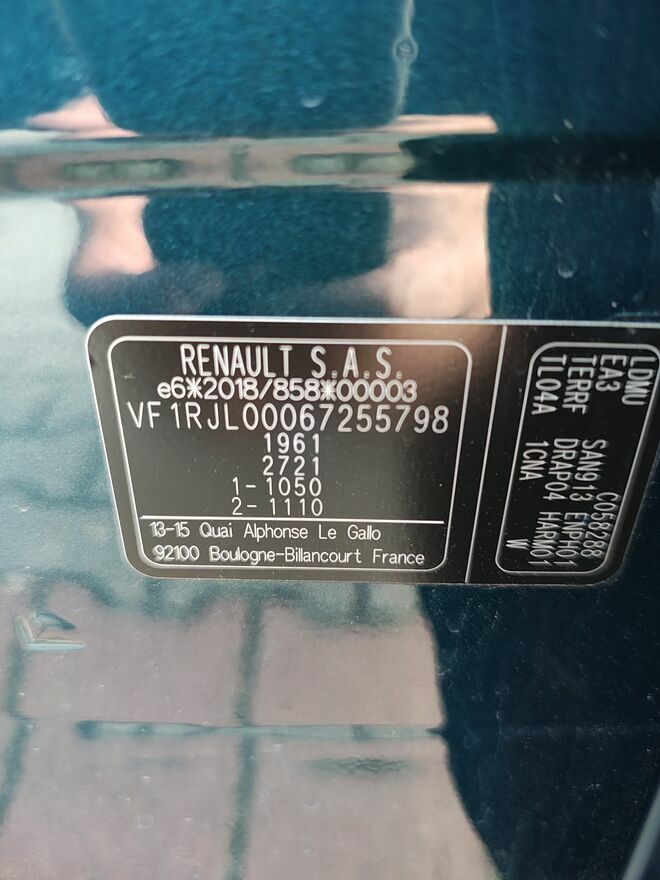 RENAULT S.A.S.
e6*2018/858*00003
VF1RJL00067255798
1961
2721
1-1050
2-1110
13-15 Quai Alphonse Le Gallo
92100 Boulogne-Billancourt France
LDMU C058288
EA3 SAN913 ENPH01
TERRF DRAP04 HARM01
TL04A 1CNA W